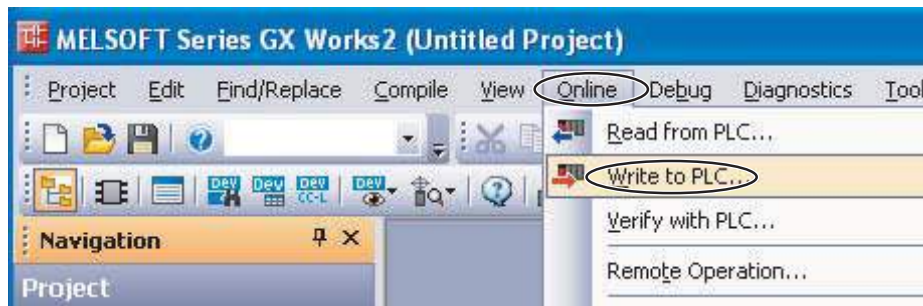 MELSOFT Series GX Works2 (Untitled Project)
Project Edit Find/Replace Compile View Online Debug Diagnostics Tool
Read from PLC...
Write to PLC...
Verify with PLC...
Remote Operation...
Navigation
Project